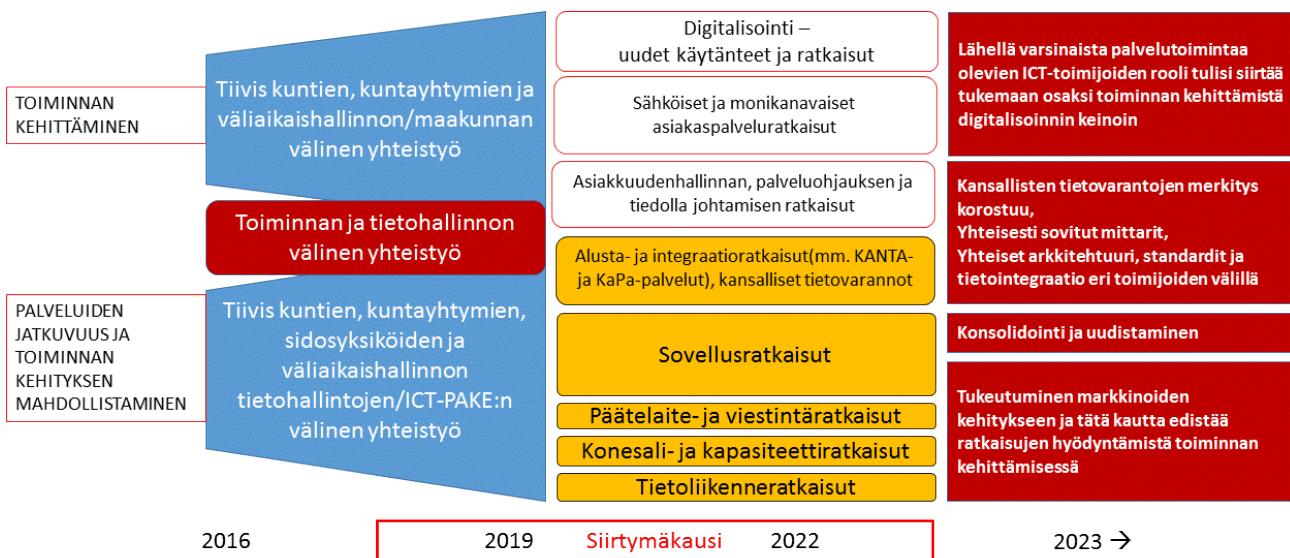 TOIMINNAN
KEHITTÄMINEN
PALVELUIDEN
JATKUVUUS JA
TOIMINNAN
KEHITYKSEN
MAHDOLLISTAMINEN
Tiivis kuntien, kuntayhtymien ja
väliaikaishallinnon/maakunnan
välinen yhteistyö
Toiminnan ja tietohallinnon
välinen yhteistyö
Tiivis kuntien, kuntayhtymien,
sidosyksiköiden ja
väliaikaishallinnon
tietohallintojen/ICT-PAKE:n
välinen yhteistyö
Digitalisointi –
uudet käytänteet ja ratkaisut
Sähköiset ja monikanavaiset
asiakaspalveluratkaisut
Asiakkuudenhallinnan, palveluohjauksen ja
tiedolla johtamisen ratkaisut
Alusta- ja integraatioratkaisut(mm. KANTA-
ja KaPa-palvelut), kansalliset tietovarannot
Sovellusratkaisut
Päätelaite- ja viestintäratkaisut
Konesali- ja kapasiteettiratkaisut
Tietoliikenneratkaisut
Lähellä varsinaista palvelutoimintaa
olevien ICT-toimijoiden rooli tulisi siirtää
tukemaan osaksi toiminnan kehittämistä
digitalisoinnin keinoin
Kansallisten tietovarantojen merkitys
korostuu,
Yhteisesti sovitut mittarit,
Yhteiset arkkitehtuuri, standardit ja
tietointegraatio eri toimijoiden välillä
Konsolidointi ja uudistaminen
Tukeutuminen markkinoiden
kehitykseen ja tätä kautta edistää
ratkaisujen hyödyntämistä toiminnan
kehittämisessä
2016 2019 Siirtymäkausi 2022 2023 →